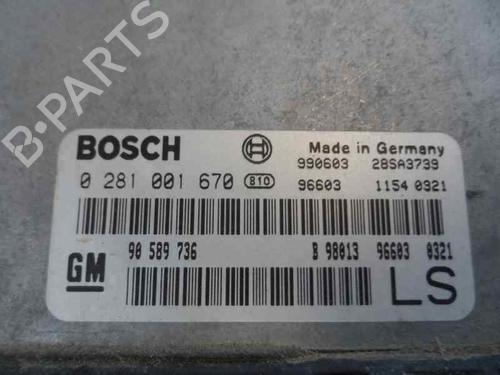 BOSCH Made in Germany
990603 28SA3739
0 281 001 670 810 96603 1154 0321
GM 90 589 736 B 98013 96603 0321
LS
B-PARTS